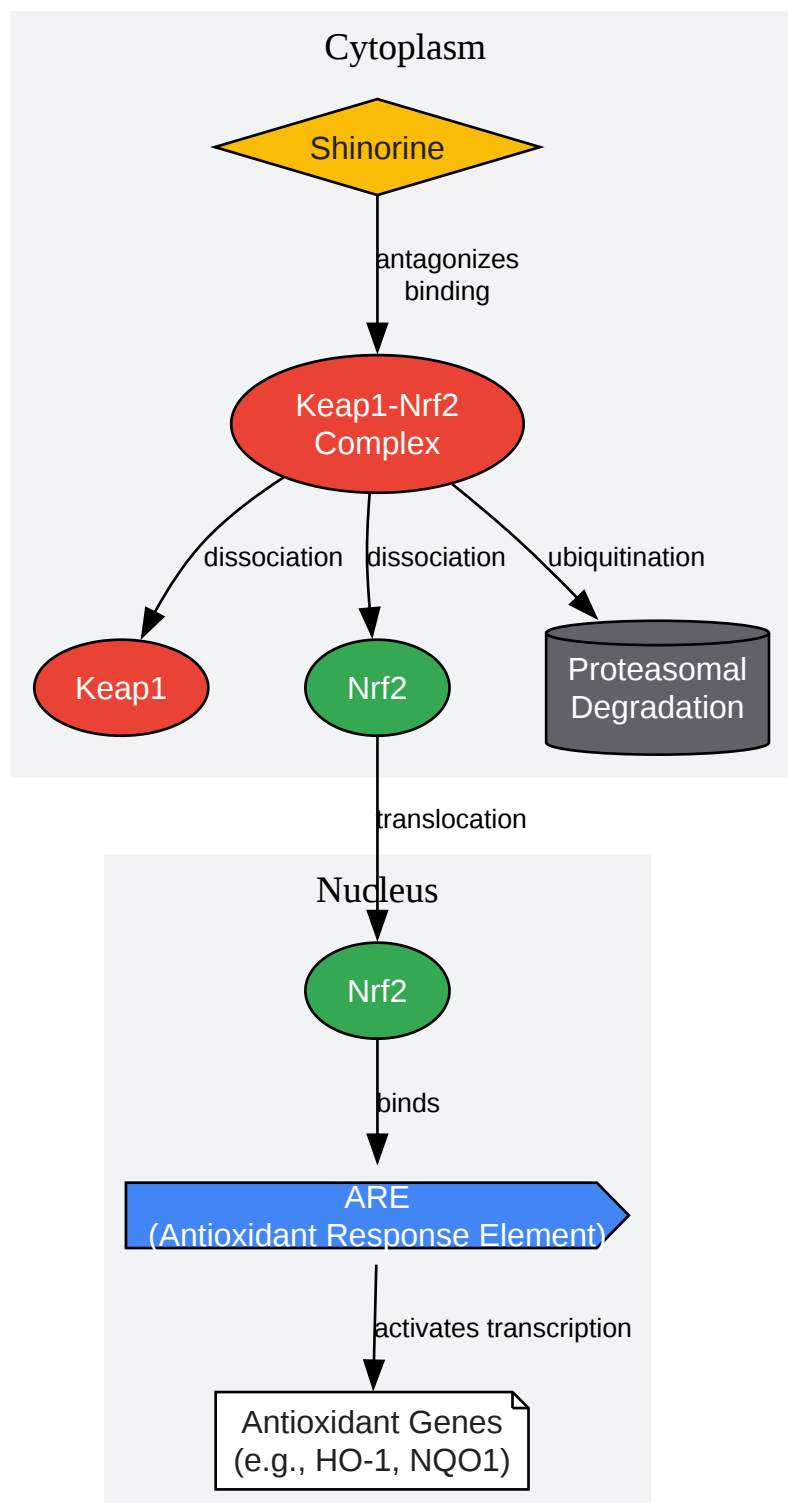 Cytoplasm
Shinorine
antagonizes
binding
Keap1-Nrf2
Complex
dissociation
dissociation
ubiquitination
Keap1
Nrf2
Proteasomal
Degradation
translocation
Nucleus
Nrf2
binds
ARE
(Antioxidant Response Element)
activates transcription
Antioxidant Genes
(e.g., HO-1, NQO1)